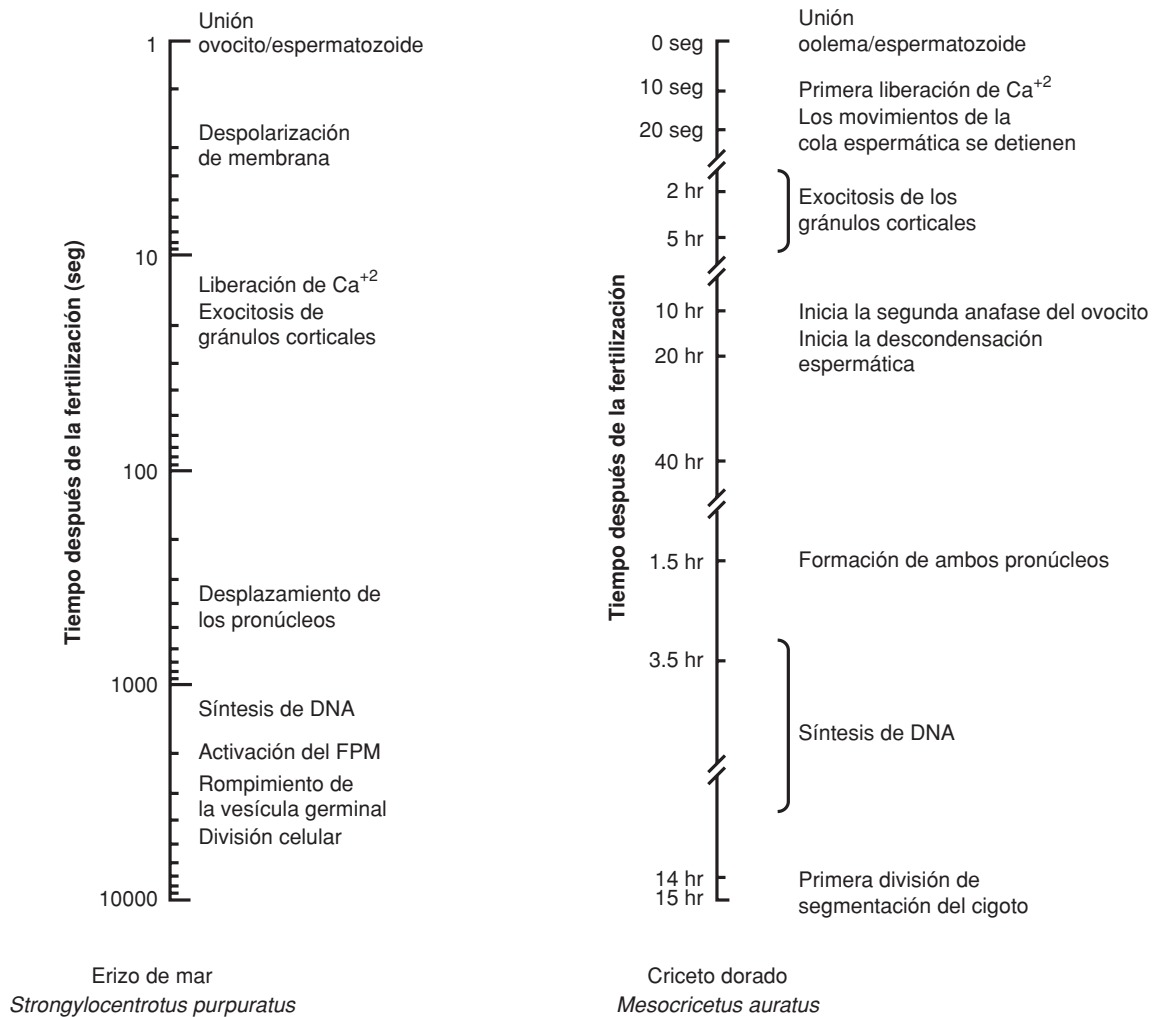 Unión
ovocito/espermatozoide
1
Despolarización
de membrana
10
Liberación de Ca+2
Exocitosis de
gránulos corticales
100
Desplazamiento de
los pronúcleos
1000
Síntesis de DNA
Activación del FPM
Rompimiento de
la vesícula germinal
División celular
10000
Tiempo después de la fertilización (seg)
Erizo de mar
Strongylocentrotus purpuratus
Unión
oolema/espermatozoide
0 seg
10 seg
Primera liberación de Ca+2
20 seg
Los movimientos de la
cola espermática se detienen
2 hr
Exocitosis de los
gránulos corticales
5 hr
10 hr
Inicia la segunda anafase del ovocito
20 hr
Inicia la descondensación
espermática
40 hr
1.5 hr
Formación de ambos pronúcleos
3.5 hr
Síntesis de DNA
14 hr
15 hr
Primera división de
segmentación del cigoto
Tiempo después de la fertilización
Criceto dorado
Mesocricetus auratus